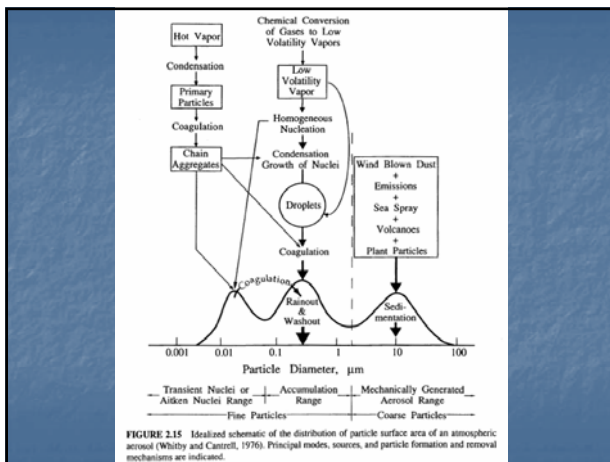 Hot Vapor
Condensation
Primary
Particles
Coagulation
Chain
Aggregates
Chemical Conversion
of Gases to Low
Volatility Vapors
Low
Volatility
Vapor
Homogeneous
Nucleation
Condensation
Growth of Nuclei
Droplets
Coagulation
Wind Blown Dust
+
Emissions
+
Sea Spray
+
Volcanoes
+
Plant Particles
Coagulation
Rainout
&
Washout
Sedi-
mentation
0.001 0.01 0.1 1 10 100
Particle Diameter, μm
Transient Nuclei or
Aitken Nuclei Range
Accumulation
Range
Mechanically Generated
Aerosol Range
Fine Particles
Coarse Particles
FIGURE 2.15 Idealized schematic of the distribution of particle surface area of an atmospheric
aerosol (Whitby and Cantrell, 1976). Principal modes, sources, and particle formation and removal
mechanisms are indicated.